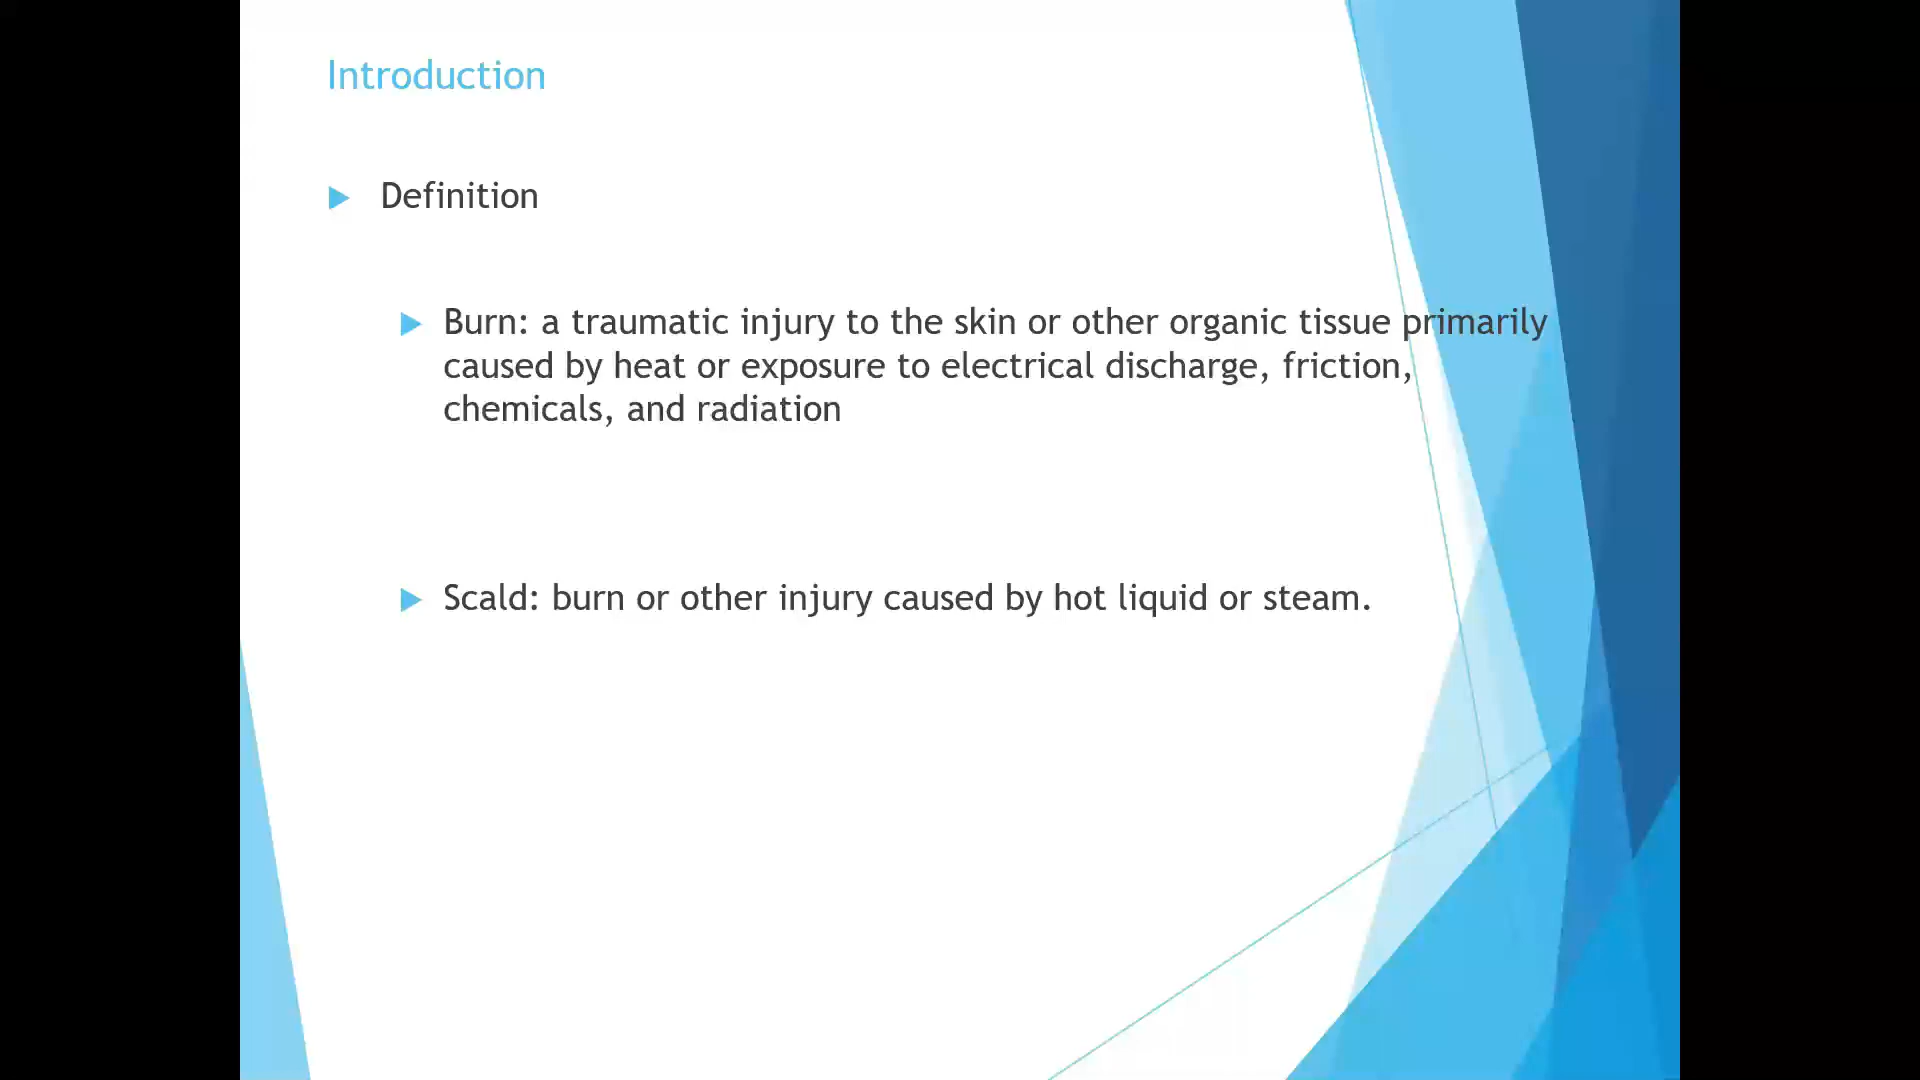 Introduction
Definition
Burn: a traumatic injury to the skin or other organic tissue primarily
caused by heat or exposure to electrical discharge, friction,
chemicals, and radiation
Scald: burn or other injury caused by hot liquid or steam.